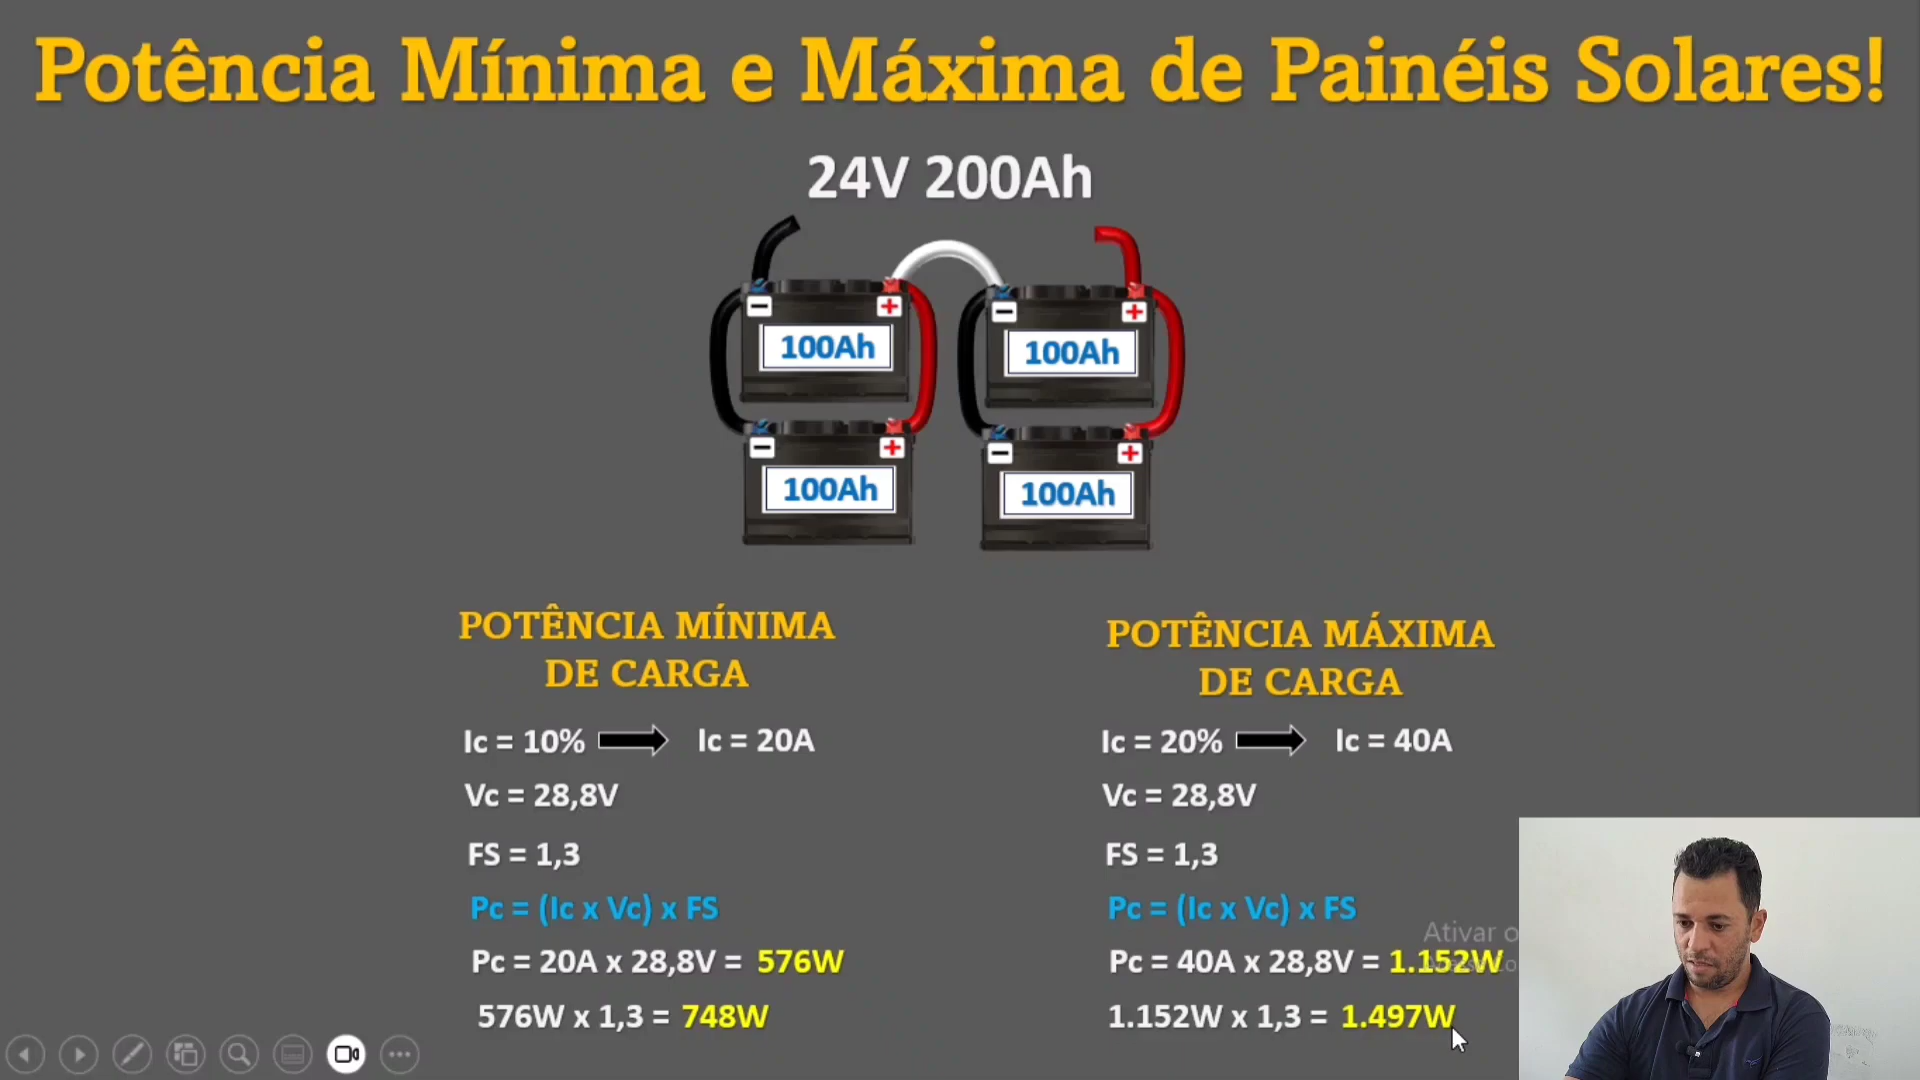 Potência Mínima e Máxima de Painéis Solares!
24V 200Ah
− + − +
100Ah 100Ah
− + − +
100Ah 100Ah
POTÊNCIA MÍNIMA
DE CARGA
Ic = 10% Ic = 20A
Vc = 28,8V
FS = 1,3
Pc = (Ic x Vc) x FS
Pc = 20A x 28,8V = 576W
576W x 1,3 = 748W
POTÊNCIA MÁXIMA
DE CARGA
Ic = 20% Ic = 40A
Vc = 28,8V
FS = 1,3
Pc = (Ic x Vc) x FS
Pc = 40A x 28,8V = 1.152W
1.152W x 1,3 = 1.497W
Ativar o